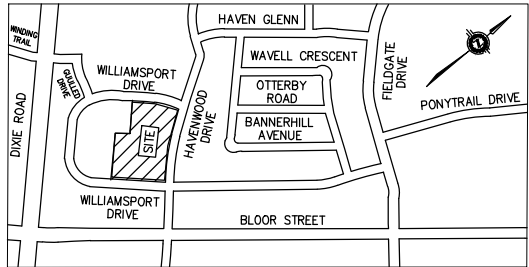 HAVEN GLENN
WINDING
TRAIL
WAVELL CRESCENT
GUILLED
DRIVE
WILLIAMSPORT
DRIVE
FIELDGATE
DRIVE
OTTERBY
ROAD
PONYTRAIL DRIVE
DIXIE ROAD
SITE
HAVENWOOD
DRIVE
BANNERHILL
AVENUE
WILLIAMSPORT
DRIVE
BLOOR STREET